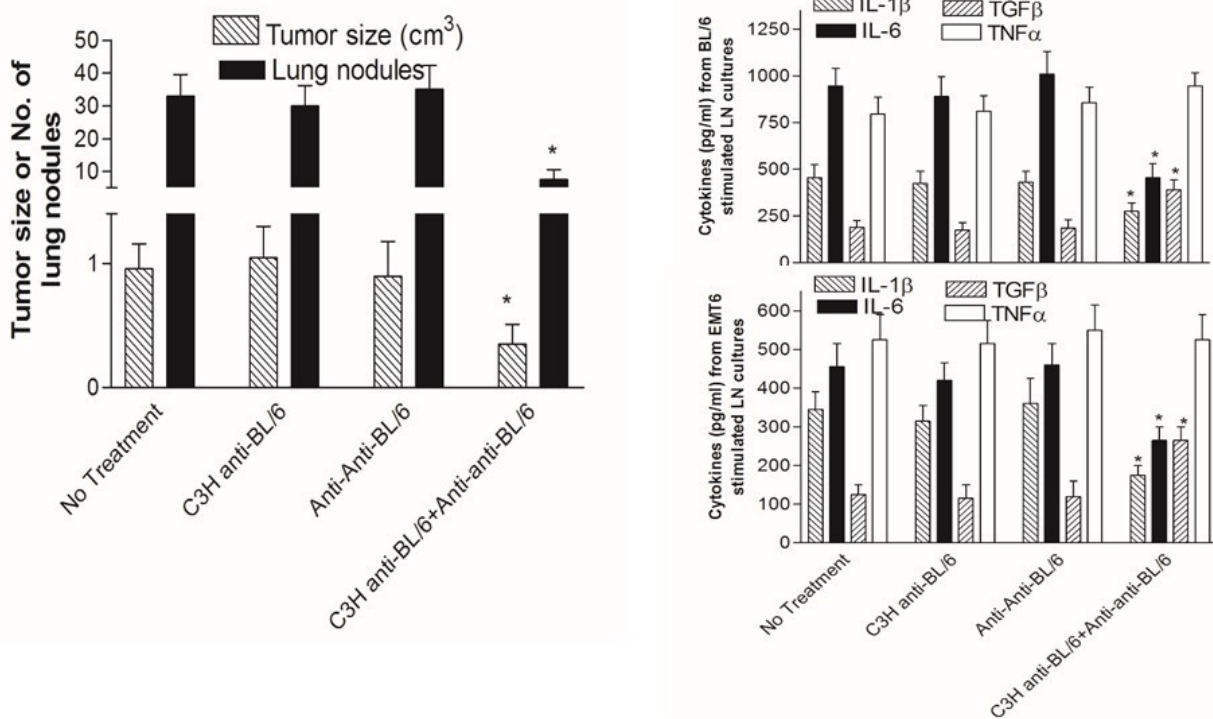 Tumor size (cm³)
Lung nodules
Tumor size or No. of
lung nodules
50
40
30
20
10
1
0
*
*
No Treatment
C3H anti-BL/6
Anti-Anti-BL/6
C3H anti-BL/6+Anti-anti-BL/6
IL-1β
TGFβ
IL-6
TNFα
Cytokines (pg/ml) from BL/6
stimulated LN cultures
1250
1000
750
500
250
0
*
*
*
IL-1β
TGFβ
IL-6
TNFα
Cytokines (pg/ml) from EMT6
stimulated LN cultures
600
500
400
300
200
100
0
*
*
*
No Treatment
C3H anti-BL/6
Anti-Anti-BL/6
C3H anti-BL/6+Anti-anti-BL/6